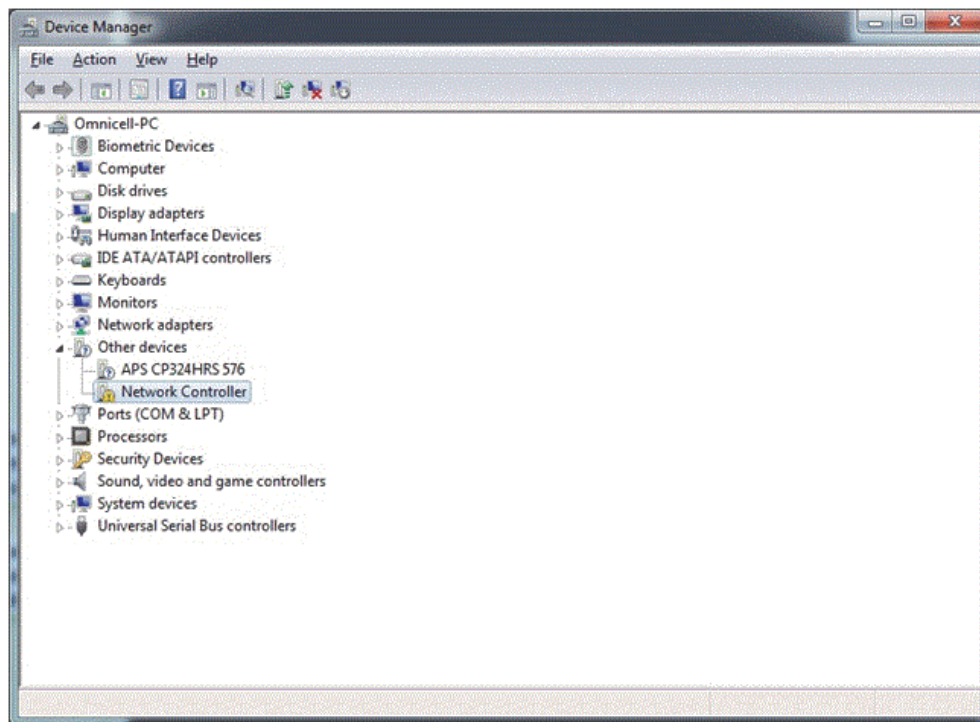 Device Manager
File Action View Help
Omnicell-PC
Biometric Devices
Computer
Disk drives
Display adapters
Human Interface Devices
IDE ATA/ATAPI controllers
Keyboards
Monitors
Network adapters
Other devices
APS CP324HRS 576
Network Controller
Ports (COM & LPT)
Processors
Security Devices
Sound, video and game controllers
System devices
Universal Serial Bus controllers